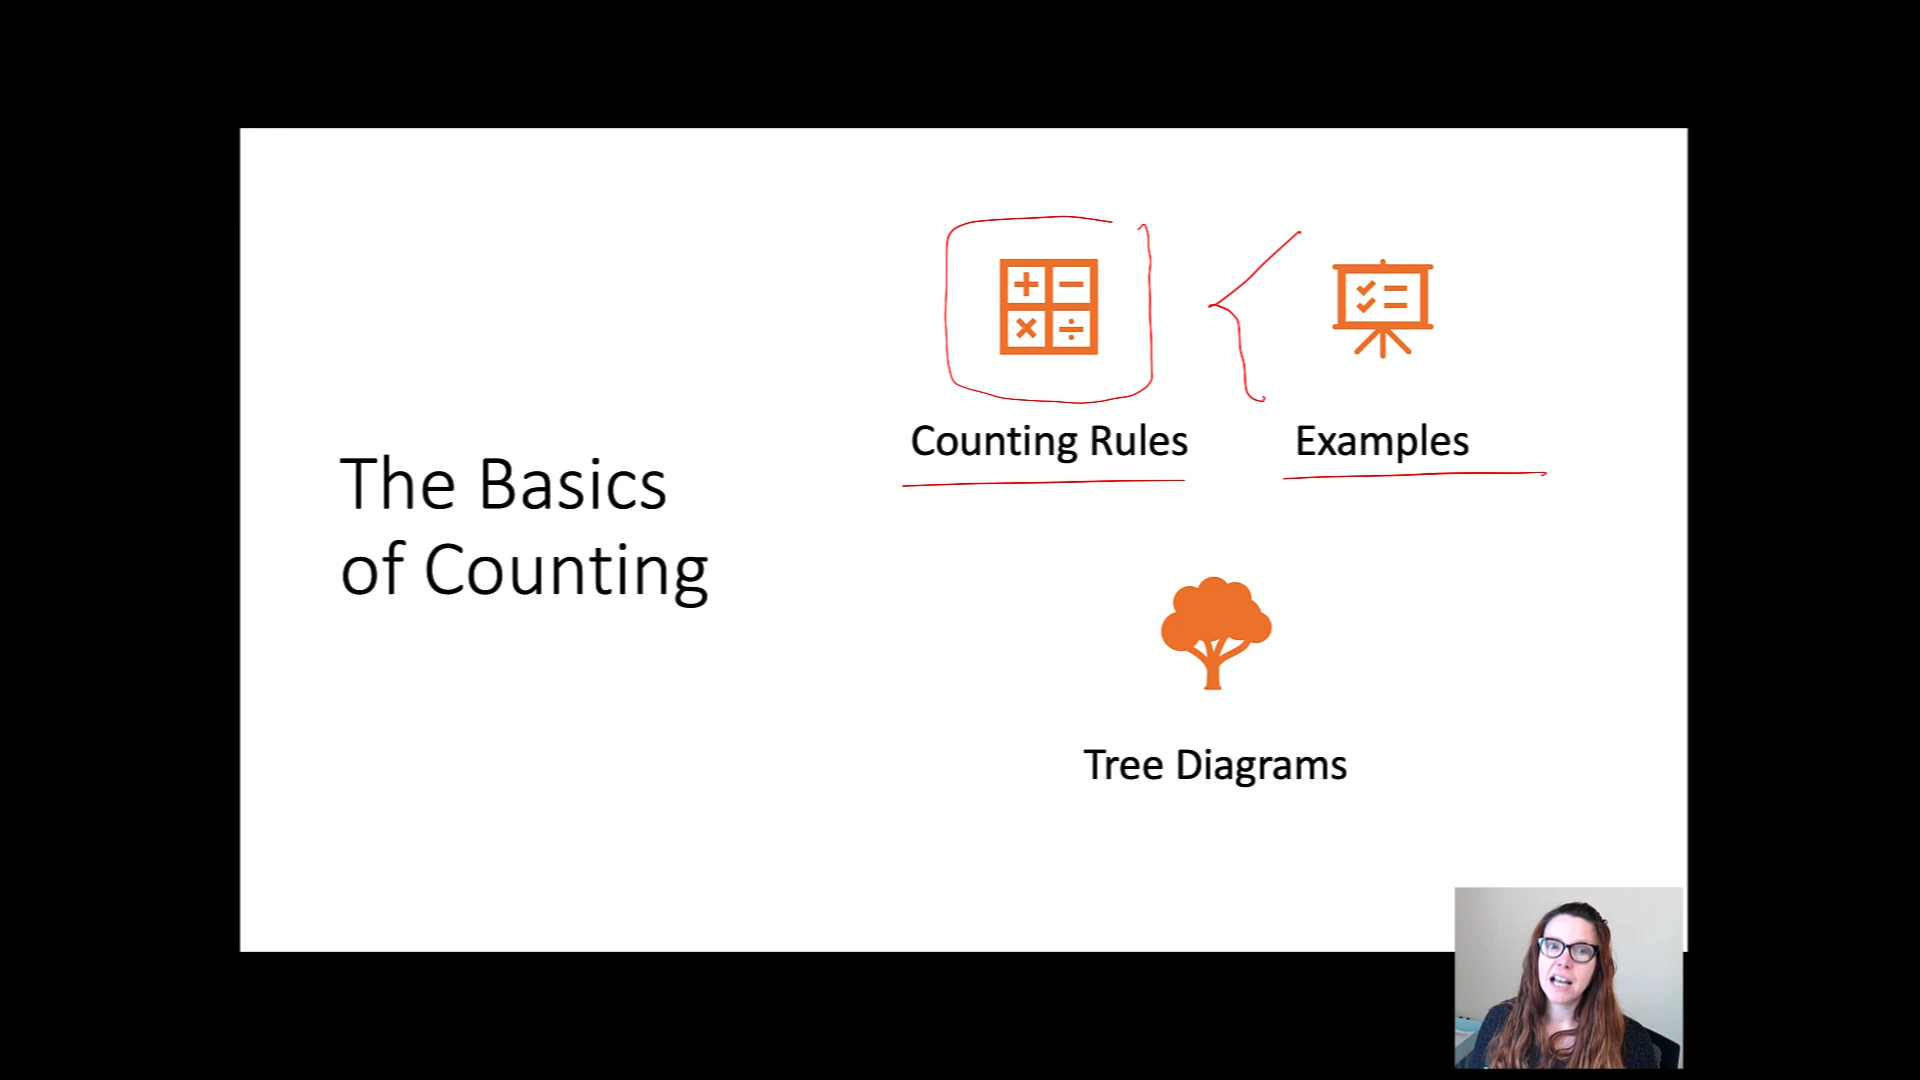 The Basics
of Counting
Counting Rules
Examples
Tree Diagrams